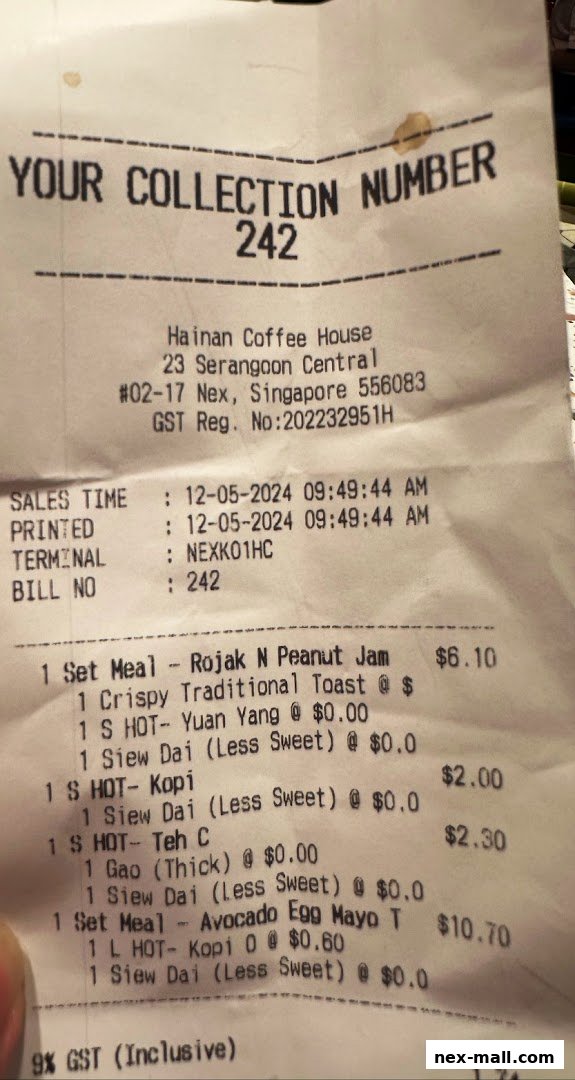 YOUR COLLECTION NUMBER
242
Hainan Coffee House
23 Serangoon Central
#02-17 Nex, Singapore 556083
GST Reg. No:202232951H
SALES TIME : 12-05-2024 09:49:44 AM
PRINTED : 12-05-2024 09:49:44 AM
TERMINAL : NEXK01HC
BILL NO : 242
1 Set Meal - Rojak N Peanut Jam $6.10
1 Crispy Traditional Toast @ $
1 S HOT- Yuan Yang @ $0.00
1 Siew Dai (Less Sweet) @ $0.0
1 S HOT- Kopi $2.00
1 Siew Dai (Less Sweet) @ $0.0
1 S HOT- Teh C $2.30
1 Gao (Thick) @ $0.00
1 Siew Dai (Less Sweet) @ $0.0
1 Set Meal - Avocado Egg Mayo T $10.70
1 L HOT- Kopi O @ $0.60
1 Siew Dai (Less Sweet) @ $0.0
9% GST (Inclusive)
nex-mall.com